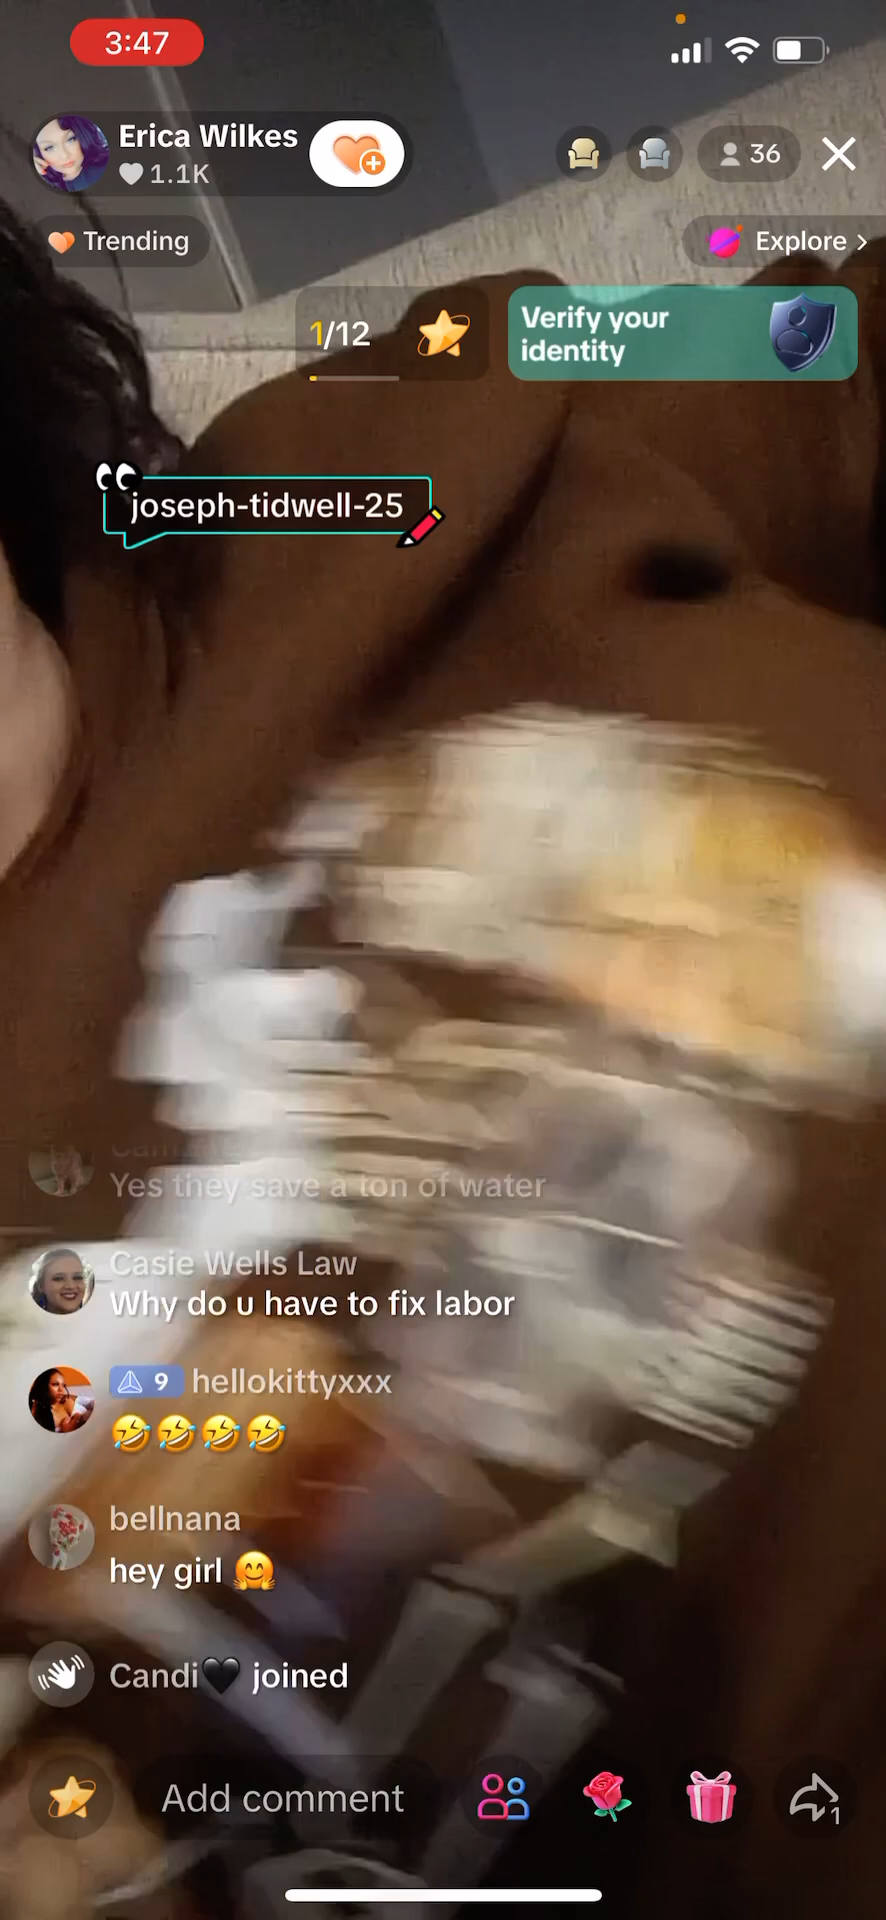 3:47
Erica Wilkes
1.1K
36
Trending
Explore >
1/12
Verify your
identity
joseph-tidwell-25
Yes they save a ton of water
Casie Wells Law
Why do u have to fix labor
9 hellokittyxxx
🤣🤣🤣🤣
bellnana
hey girl 🤗
Candi🖤 joined
Add comment
1